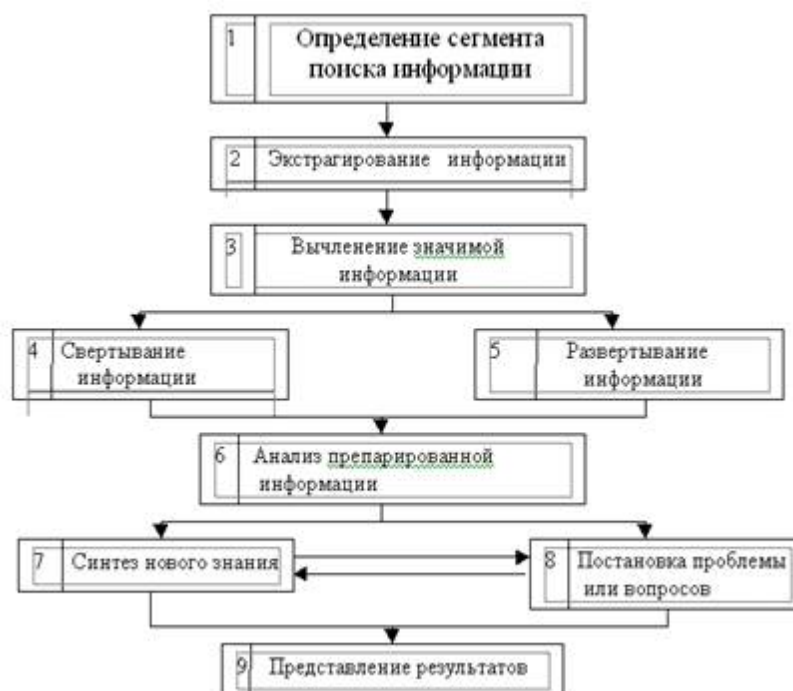 1 Определение сегмента
поиска информации
2 Экстрагирование информации
3 Вычленение значимой
информации
4 Свертывание
информации
5 Развертывание
информации
6 Анализ препарированной
информации
7 Синтез нового знания
8 Постановка проблемы
или вопросов
9 Представление результатов